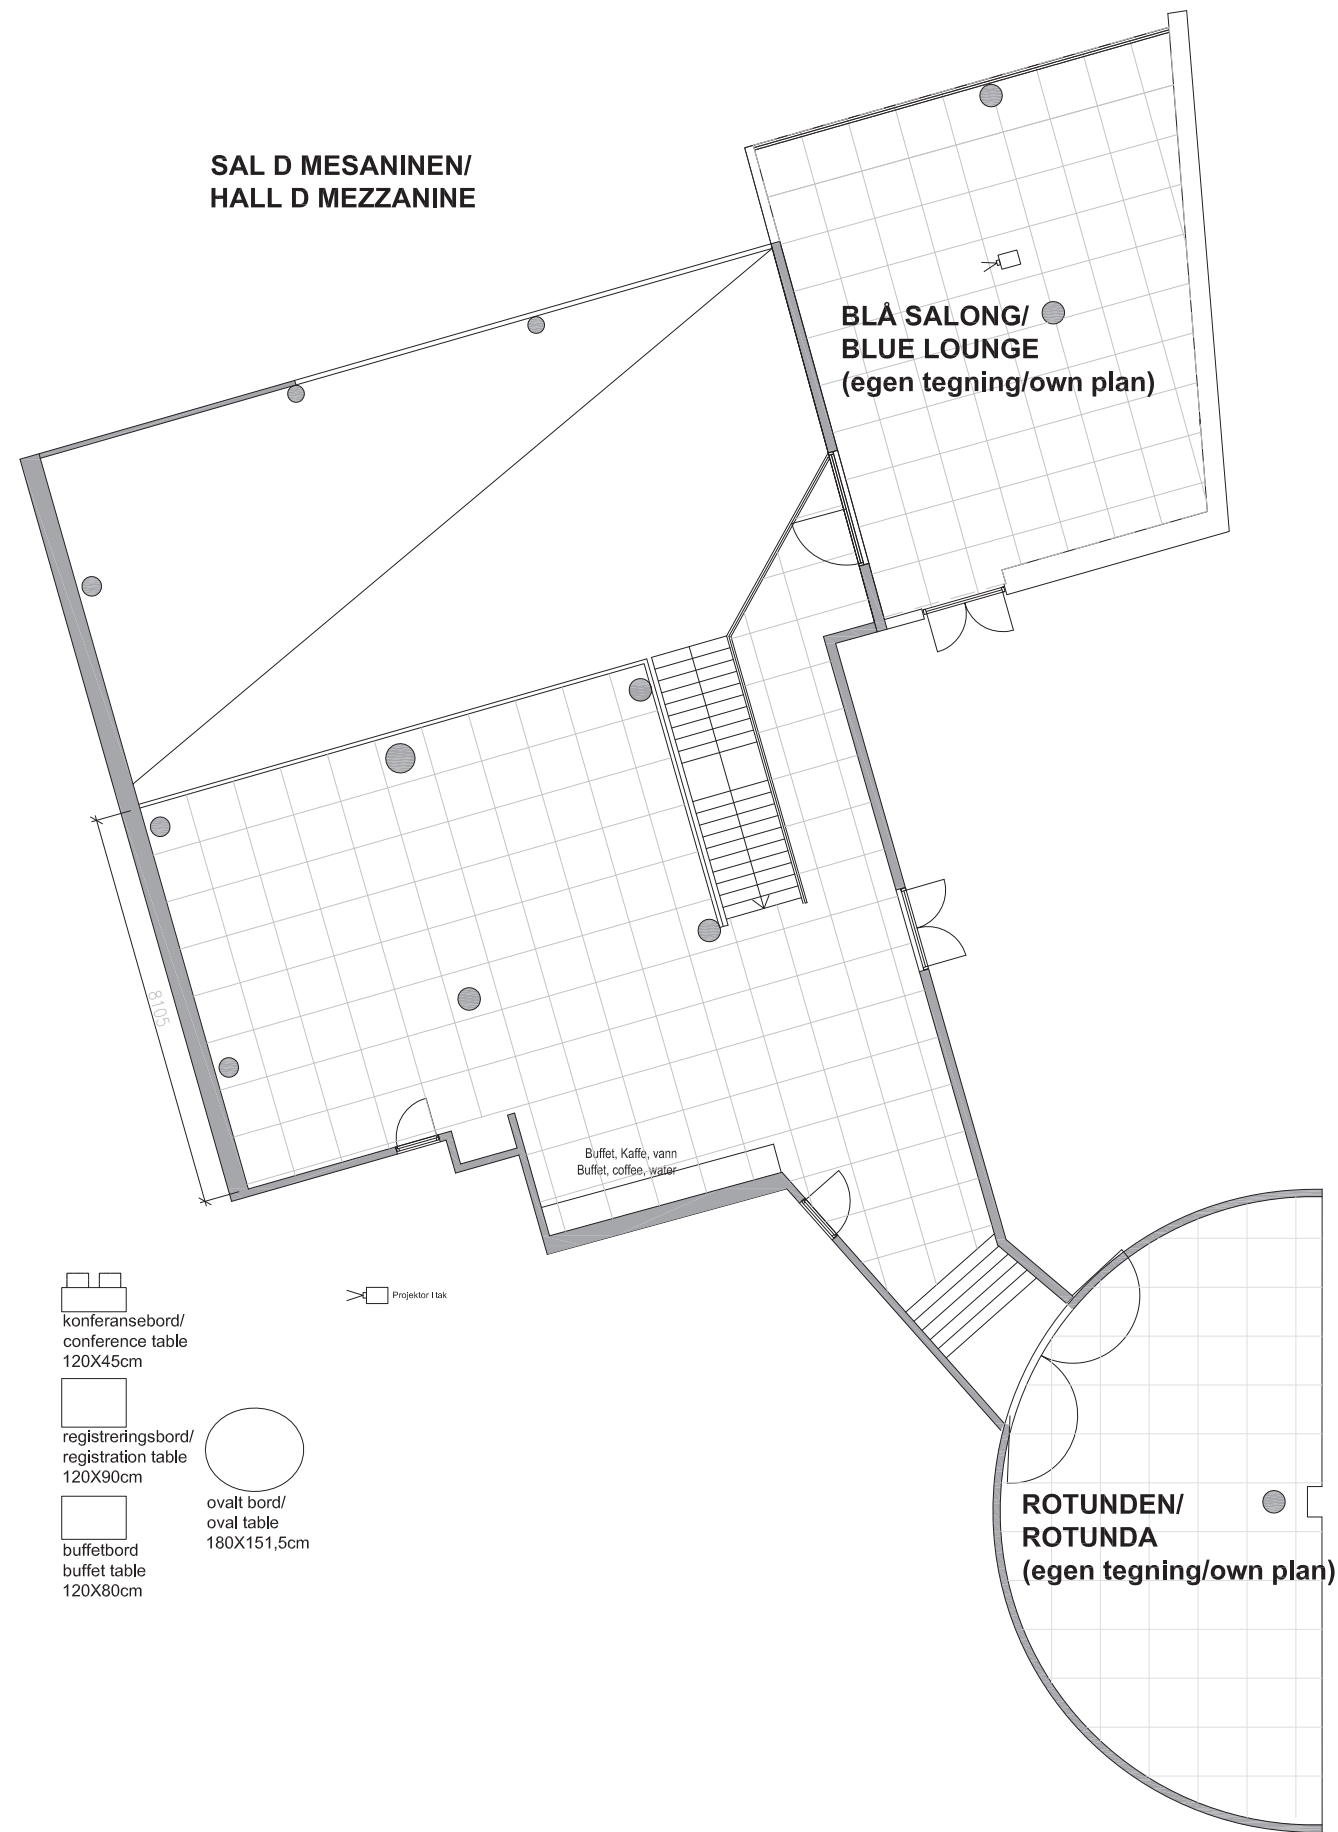 SAL D MESANINEN/
HALL D MEZZANINE
BLÅ SALONG/
BLUE LOUNGE
(egen tegning/own plan)
8105
Buffet, Kaffe, vann
Buffet, coffee, water
konferansebord/
conference table
120X45cm
Projektor I tak
registreringsbord/
registration table
120X90cm
ovalt bord/
oval table
180X151,5cm
buffetbord
buffet table
120X80cm
ROTUNDEN/
ROTUNDA
(egen tegning/own plan)